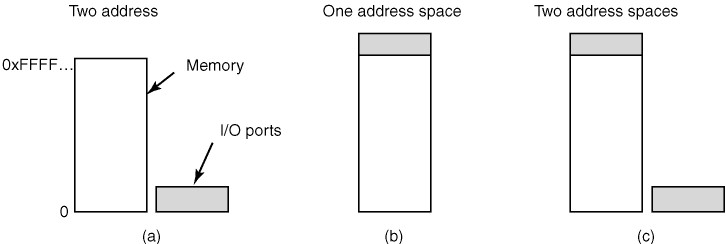 Two address
One address space
Two address spaces
0xFFFF…
Memory
I/O ports
0
(a)
(b)
(c)